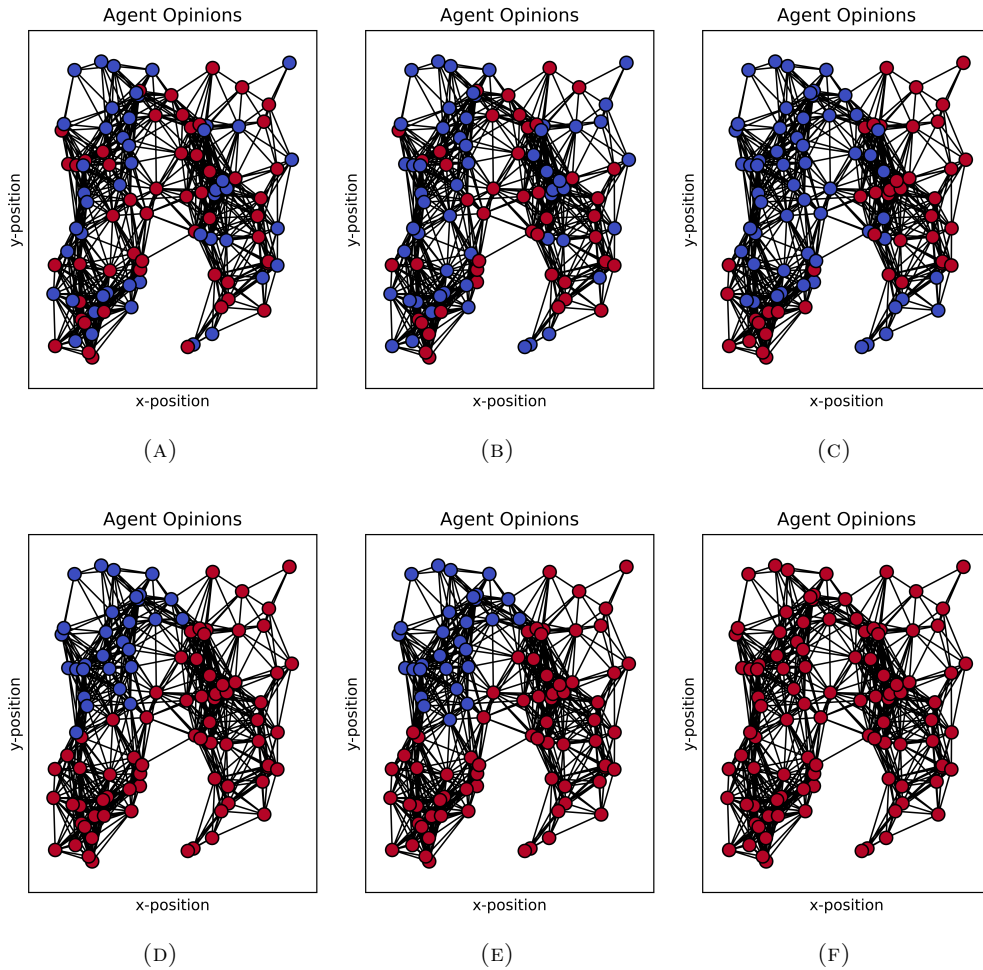 Agent Opinions
Agent Opinions
Agent Opinions
y-position
y-position
y-position
x-position
x-position
x-position
(A)
(B)
(C)
Agent Opinions
Agent Opinions
Agent Opinions
y-position
y-position
y-position
x-position
x-position
x-position
(D)
(E)
(F)